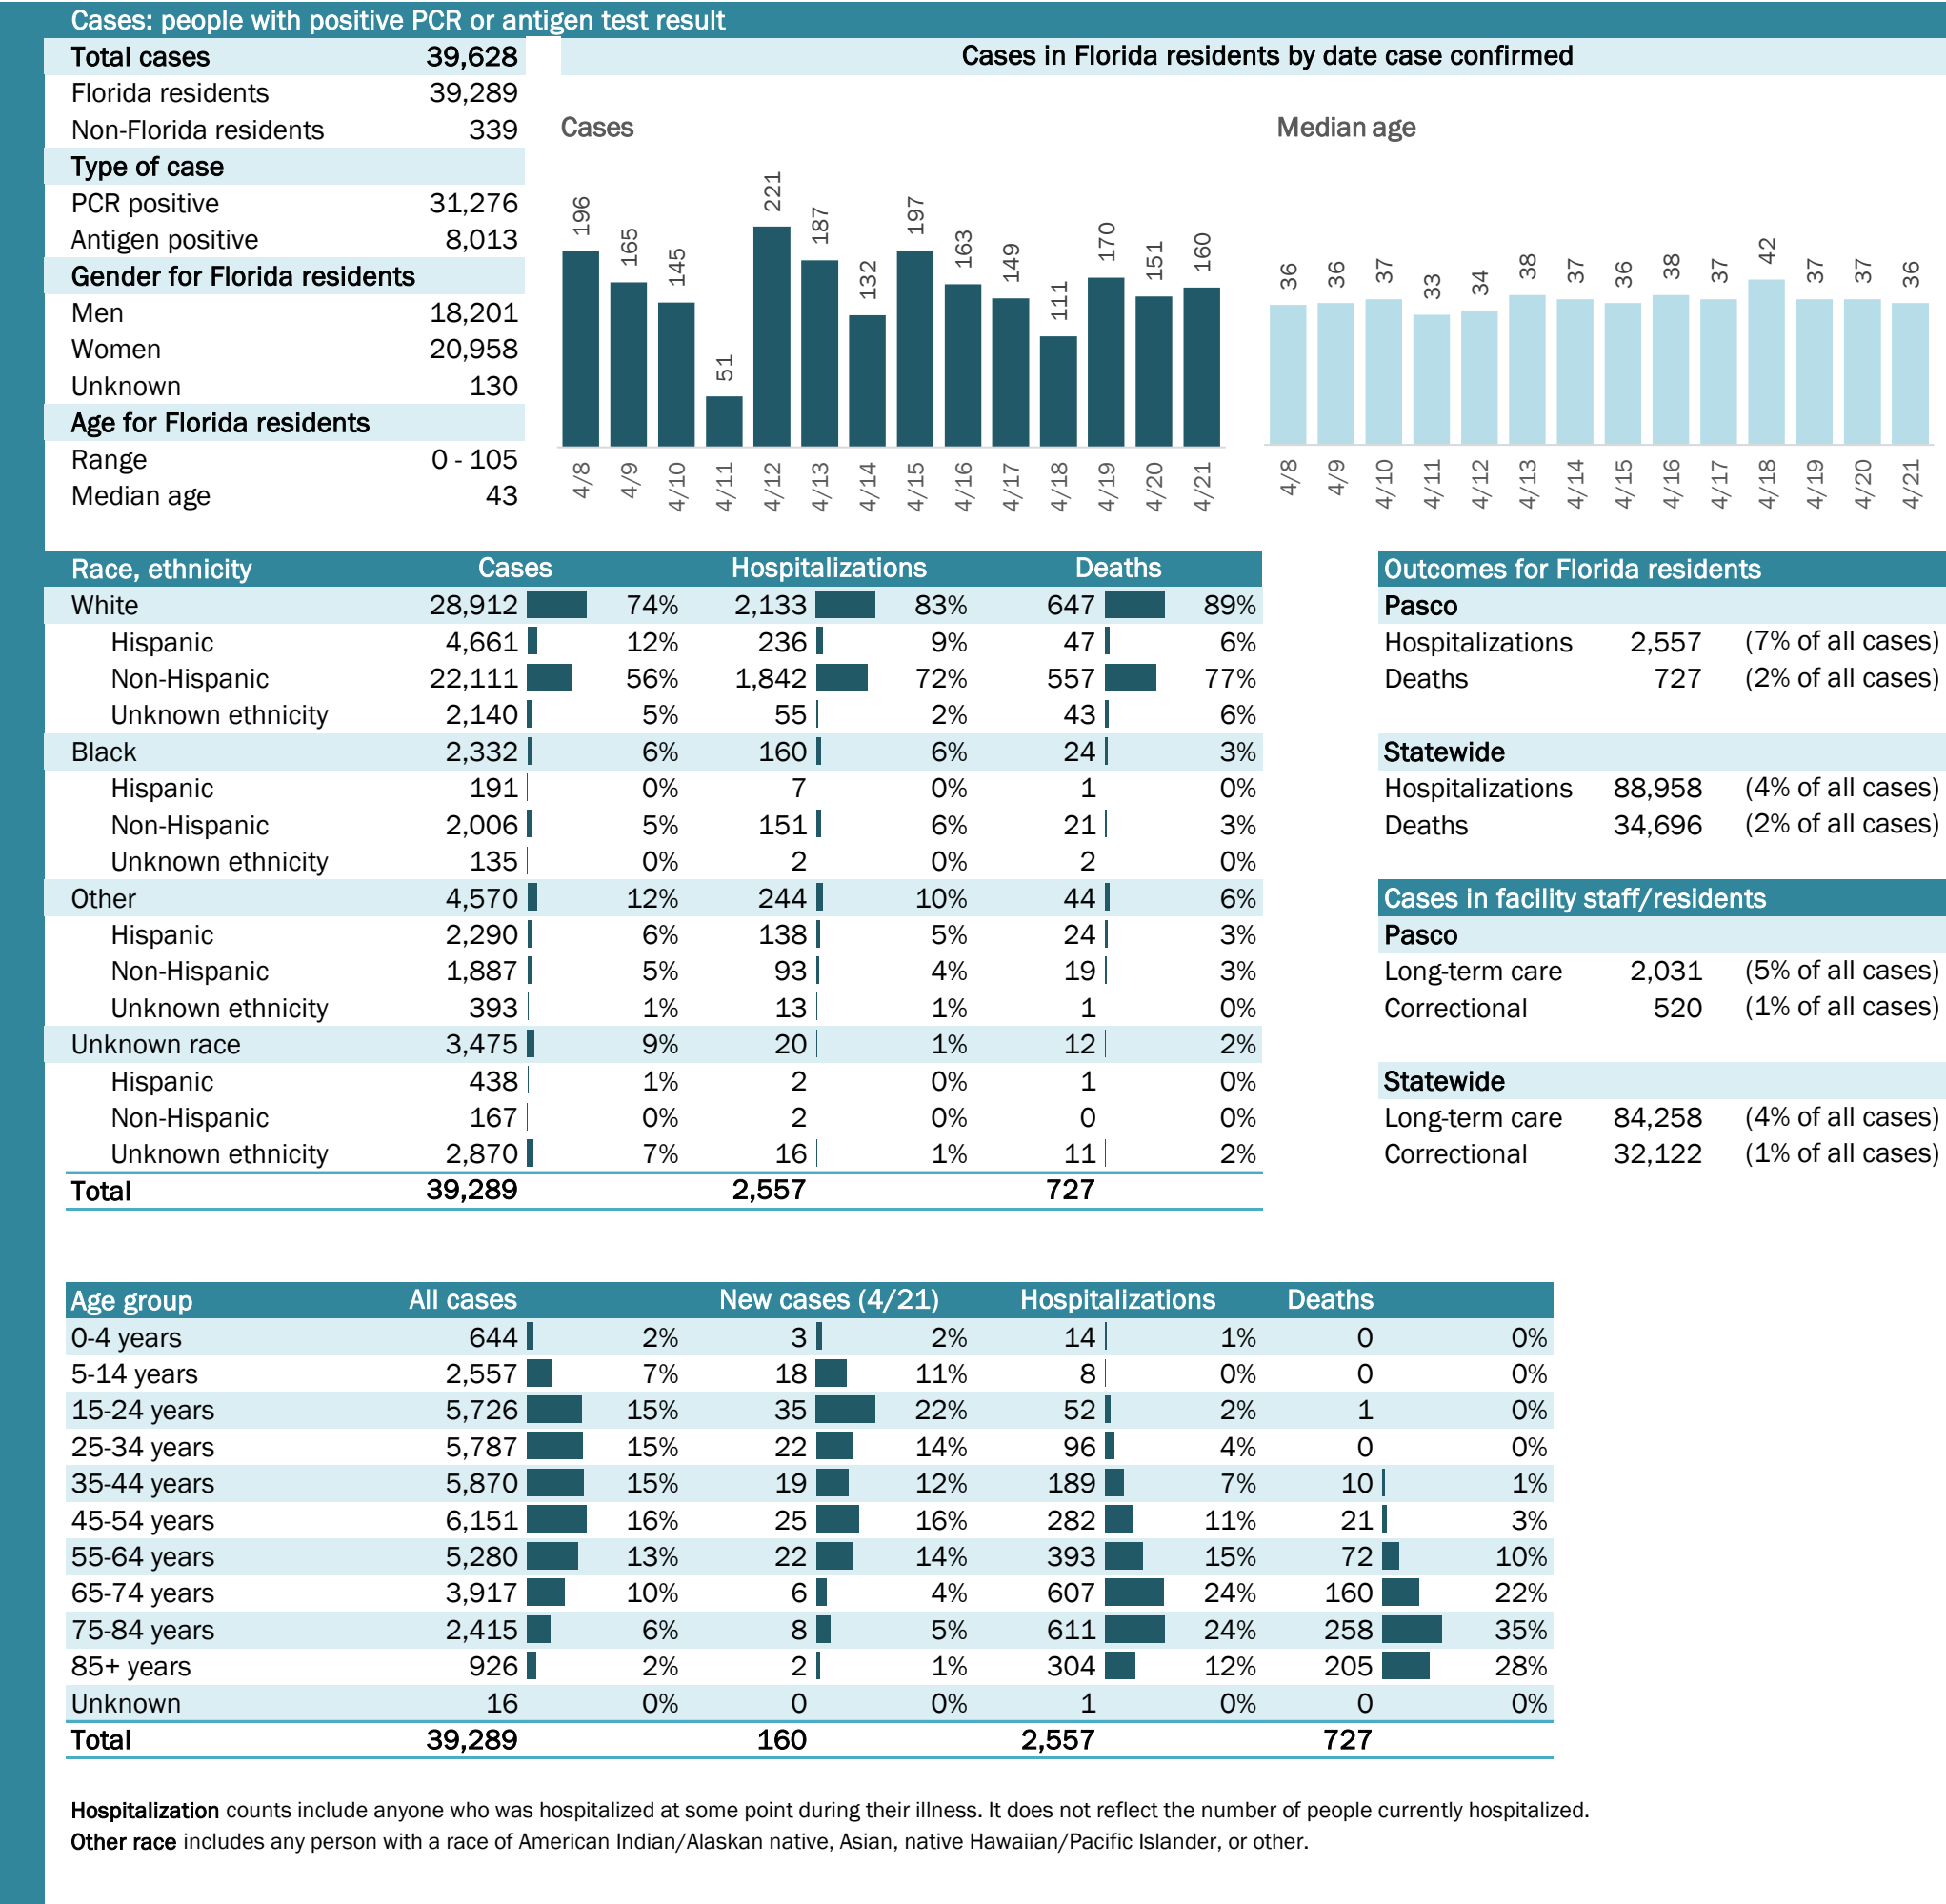 Cases: people with positive PCR or antigen test result
Total cases 39,628
Florida residents 39,289
Non-Florida residents 339
Type of case
PCR positive 31,276
Antigen positive 8,013
Gender for Florida residents
Men 18,201
Women 20,958
Unknown 130
Age for Florida residents
Range 0 - 105
Median age 43
Cases in Florida residents by date case confirmed
Cases
196 165 145 51 221 187 132 197 163 149 111 170 151 160
4/8 4/9 4/10 4/11 4/12 4/13 4/14 4/15 4/16 4/17 4/18 4/19 4/20 4/21
Median age
36 36 37 33 34 38 37 36 38 37 42 37 37 36
4/8 4/9 4/10 4/11 4/12 4/13 4/14 4/15 4/16 4/17 4/18 4/19 4/20 4/21
Race, ethnicity Cases Hospitalizations Deaths
White 28,912 74% 2,133 83% 647 89%
Hispanic 4,661 12% 236 9% 47 6%
Non-Hispanic 22,111 56% 1,842 72% 557 77%
Unknown ethnicity 2,140 5% 55 2% 43 6%
Black 2,332 6% 160 6% 24 3%
Hispanic 191 0% 7 0% 1 0%
Non-Hispanic 2,006 5% 151 6% 21 3%
Unknown ethnicity 135 0% 2 0% 2 0%
Other 4,570 12% 244 10% 44 6%
Hispanic 2,290 6% 138 5% 24 3%
Non-Hispanic 1,887 5% 93 4% 19 3%
Unknown ethnicity 393 1% 13 1% 1 0%
Unknown race 3,475 9% 20 1% 12 2%
Hispanic 438 1% 2 0% 1 0%
Non-Hispanic 167 0% 2 0% 0 0%
Unknown ethnicity 2,870 7% 16 1% 11 2%
Total 39,289 2,557 727
Outcomes for Florida residents
Pasco
Hospitalizations 2,557 (7% of all cases)
Deaths 727 (2% of all cases)
Statewide
Hospitalizations 88,958 (4% of all cases)
Deaths 34,696 (2% of all cases)
Cases in facility staff/residents
Pasco
Long-term care 2,031 (5% of all cases)
Correctional 520 (1% of all cases)
Statewide
Long-term care 84,258 (4% of all cases)
Correctional 32,122 (1% of all cases)
Age group All cases New cases (4/21) Hospitalizations Deaths
0-4 years 644 2% 3 2% 14 1% 0 0%
5-14 years 2,557 7% 18 11% 8 0% 0 0%
15-24 years 5,726 15% 35 22% 52 2% 1 0%
25-34 years 5,787 15% 22 14% 96 4% 0 0%
35-44 years 5,870 15% 19 12% 189 7% 10 1%
45-54 years 6,151 16% 25 16% 282 11% 21 3%
55-64 years 5,280 13% 22 14% 393 15% 72 10%
65-74 years 3,917 10% 6 4% 607 24% 160 22%
75-84 years 2,415 6% 8 5% 611 24% 258 35%
85+ years 926 2% 2 1% 304 12% 205 28%
Unknown 16 0% 0 0% 1 0% 0 0%
Total 39,289 160 2,557 727
Hospitalization counts include anyone who was hospitalized at some point during their illness. It does not reflect the number of people currently hospitalized.
Other race includes any person with a race of American Indian/Alaskan native, Asian, native Hawaiian/Pacific Islander, or other.